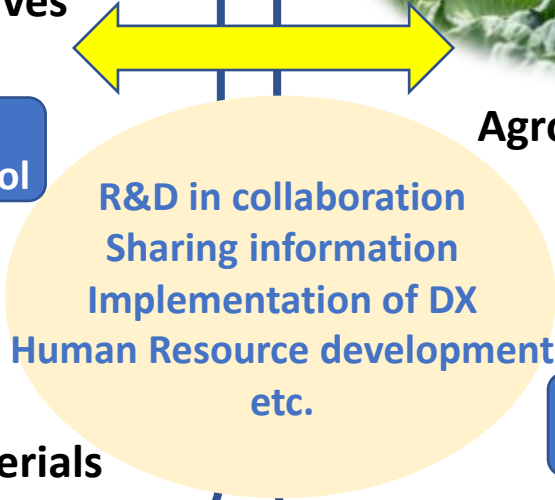 ves
Agro
ol
R&D in collaboration
Sharing information
Implementation of DX
Human Resource development
etc.
erials